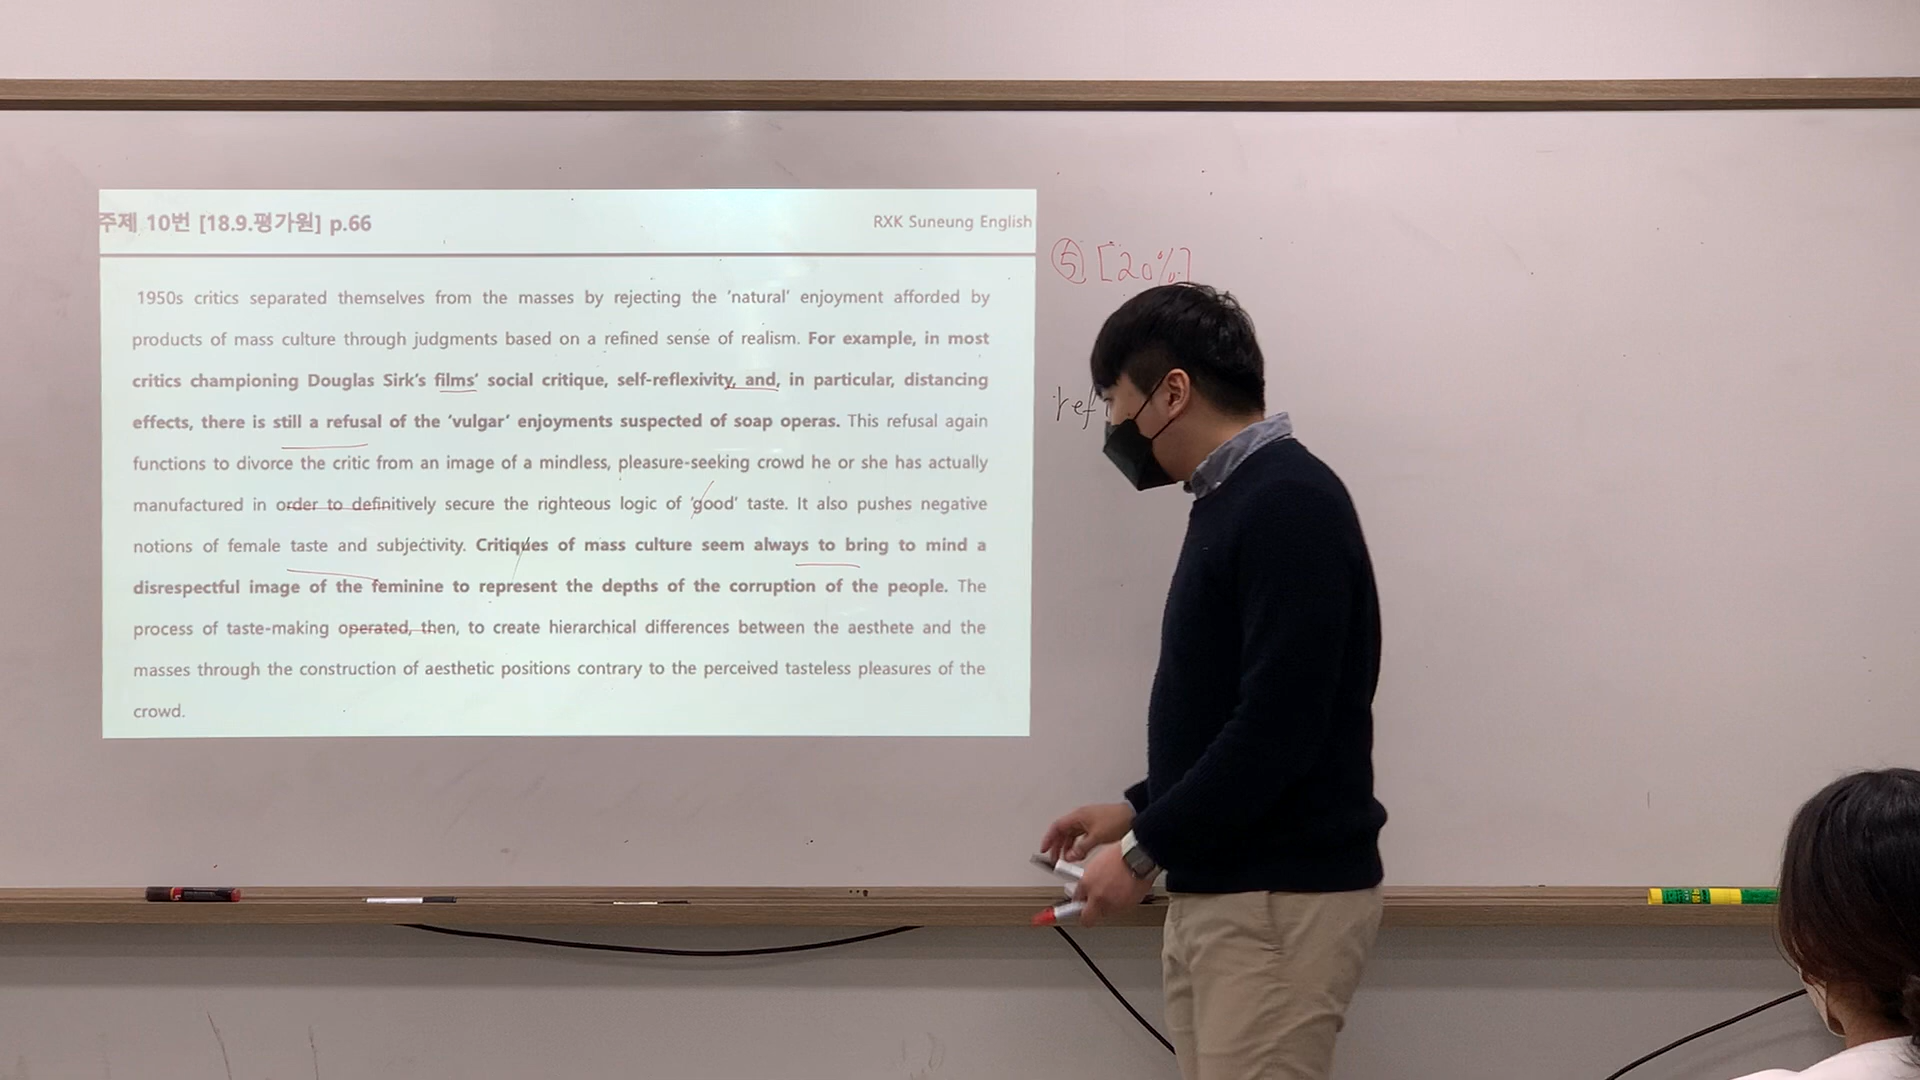 주제 10번 [18.9.평가원] p.66
RXK Suneung English
⑤ [20%]
1950s critics separated themselves from the masses by rejecting the 'natural' enjoyment afforded by
products of mass culture through judgments based on a refined sense of realism. For example, in most
critics championing Douglas Sirk's films' social critique, self-reflexivity, and, in particular, distancing
effects, there is still a refusal of the 'vulgar' enjoyments suspected of soap operas. This refusal again
functions to divorce the critic from an image of a mindless, pleasure-seeking crowd he or she has actually
manufactured in order to definitively secure the righteous logic of 'good' taste. It also pushes negative
notions of female taste and subjectivity. Critiques of mass culture seem always to bring to mind a
disrespectful image of the feminine to represent the depths of the corruption of the people. The
process of taste-making operated, then, to create hierarchical differences between the aesthete and the
masses through the construction of aesthetic positions contrary to the perceived tasteless pleasures of the
crowd.